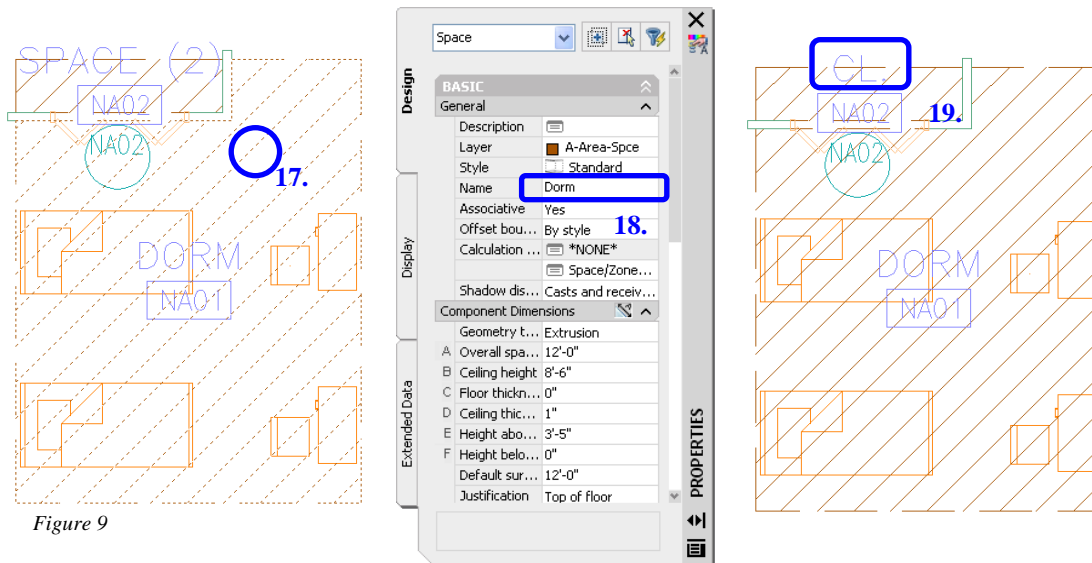 SPACE (2)
NA02
NA02
17.
DORM
NA01
Figure 9
Space
Design
Display
Extended Data
PROPERTIES
BASIC
General
Description
Layer A-Area-Spce
Style Standard
Name Dorm
Associative Yes
Offset bou... By style
18.
Calculation ... *NONE*
Space/Zone...
Shadow dis... Casts and receiv...
Component Dimensions
Geometry t... Extrusion
A Overall spa... 12'-0"
B Ceiling height 8'-6"
C Floor thickn... 0"
D Ceiling thic... 1"
E Height abo... 3'-5"
F Height belo... 0"
Default sur... 12'-0"
Justification Top of floor
CL.
NA02
19.
NA02
DORM
NA01